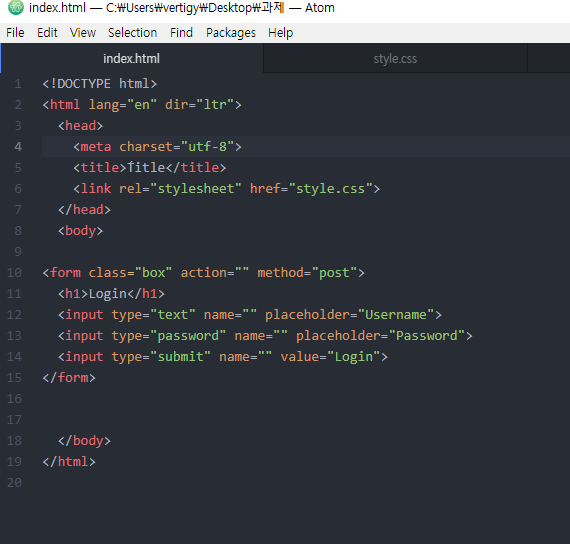 index.html — C:₩Users₩vertigy₩Desktop₩과제 — Atom
File Edit View Selection Find Packages Help
index.html style.css
1 <!DOCTYPE html>
2 <html lang="en" dir="ltr">
3 <head>
4 <meta charset="utf-8">
5 <title>Title</title>
6 <link rel="stylesheet" href="style.css">
7 </head>
8 <body>
9
10 <form class="box" action="" method="post">
11 <h1>Login</h1>
12 <input type="text" name="" placeholder="Username">
13 <input type="password" name="" placeholder="Password">
14 <input type="submit" name="" value="Login">
15 </form>
16
17
18 </body>
19 </html>
20